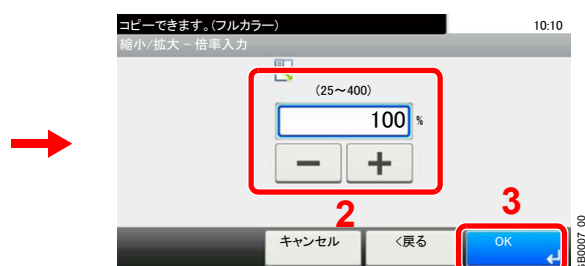 コピーできます。(フルカラー)
10:10
縮小/拡大 - 倍率入力
(25～400)
100 %
－ ＋
2
3
キャンセル <戻る OK
GB0007_00